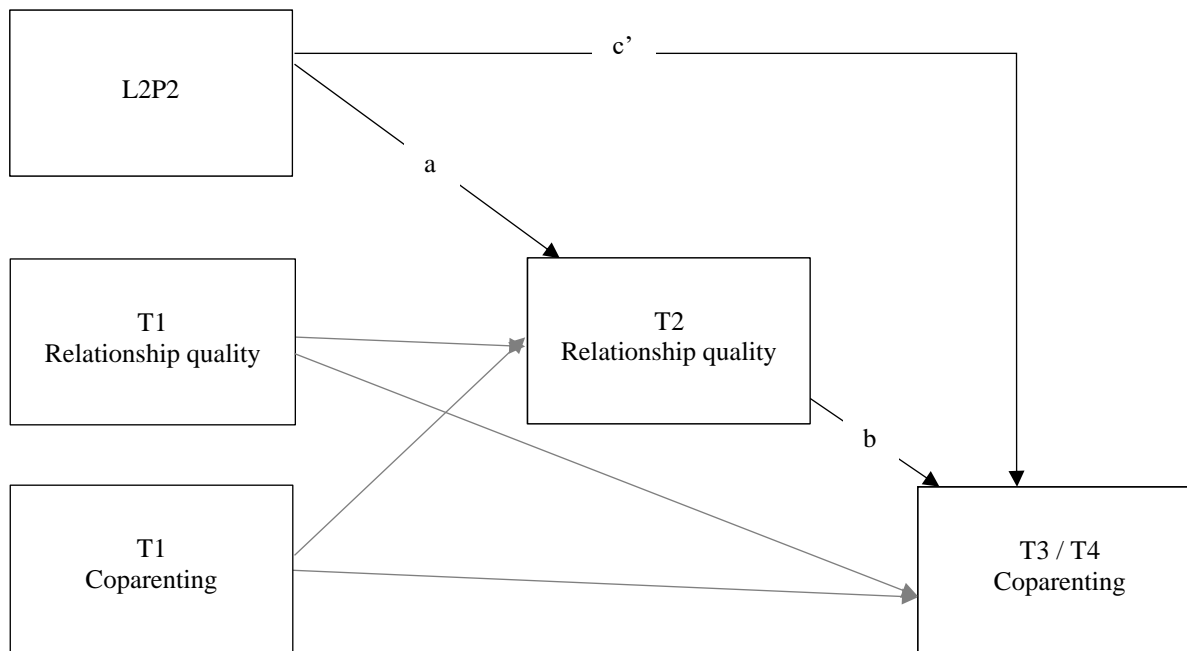 c’
L2P2
a
T1
Relationship quality
T2
Relationship quality
b
T1
Coparenting
T3 / T4
Coparenting